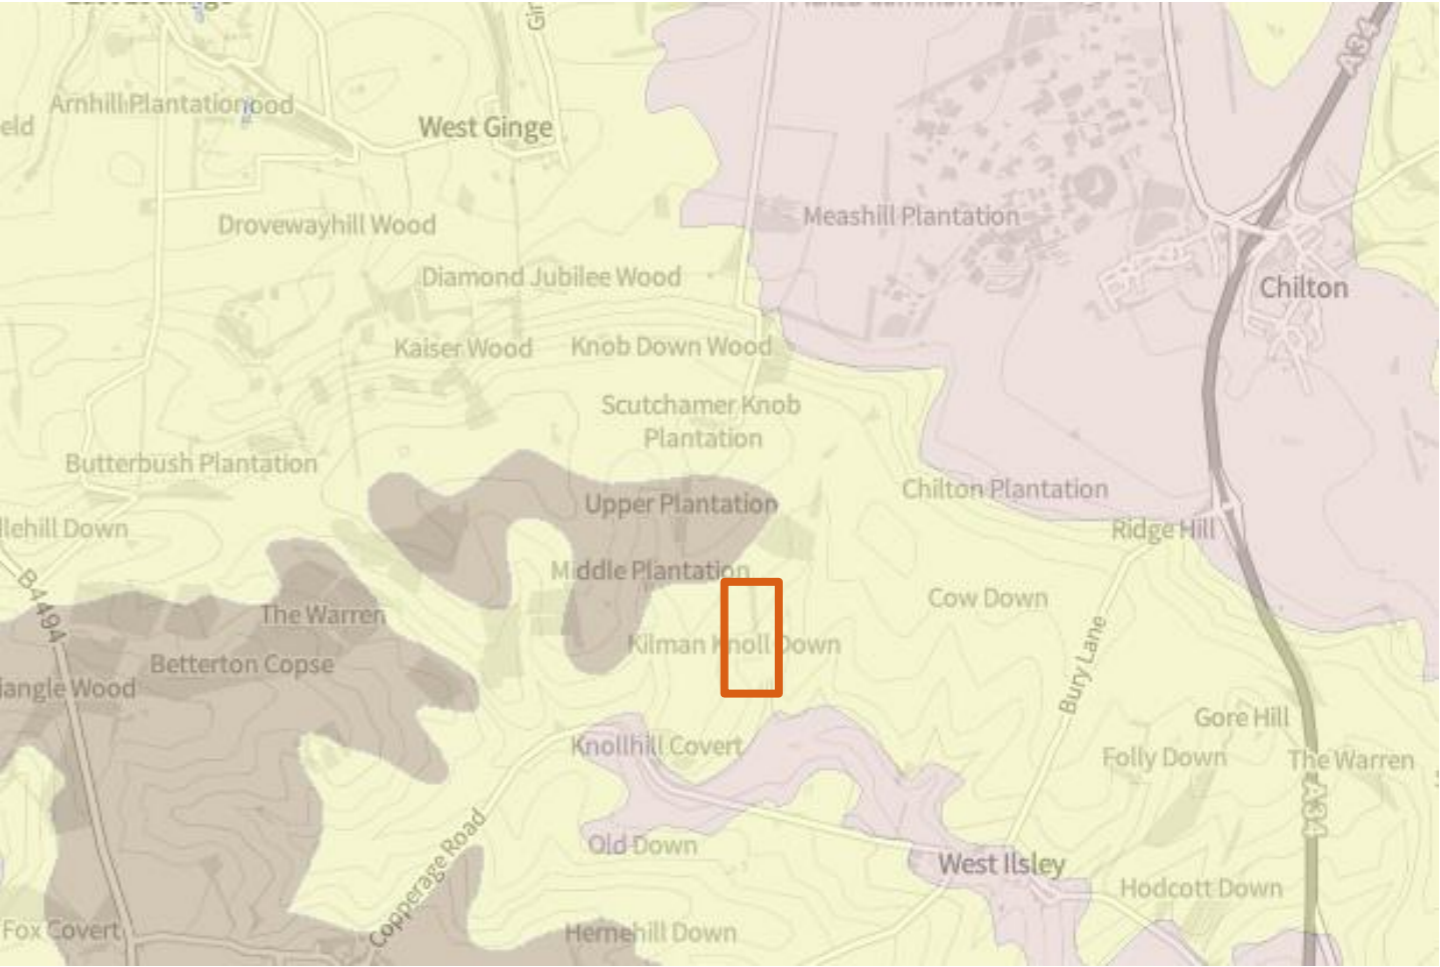 A34
Arnhill Plantation
eld
West Ginge
Drovewayhill Wood
Meashill Plantation
Diamond Jubilee Wood
Chilton
Kaiser Wood
Knob Down Wood
Scutchamer Knob
Plantation
Butterbush Plantation
Chilton Plantation
Upper Plantation
llehill Down
Ridge Hill
Middle Plantation
B4494
Cow Down
The Warren
Kilman Knoll Down
Bury Lane
Betterton Copse
iangle Wood
Gore Hill
Knollhill Covert
Folly Down
The Warren
A34
Old Down
Copperage Road
West Ilsley
Hodcott Down
Fox Covert
Hernehill Down